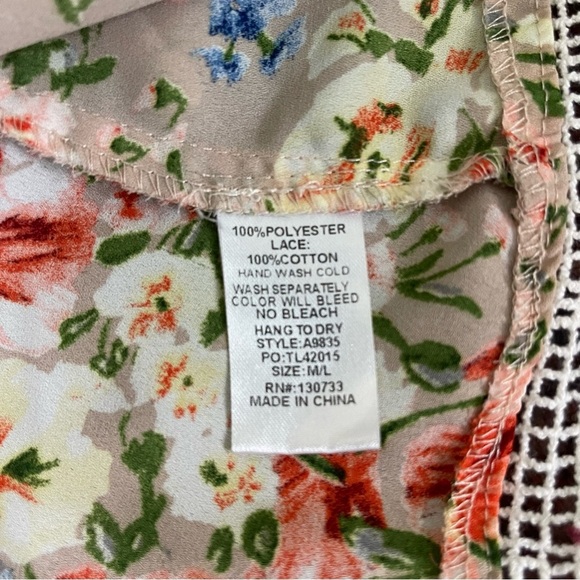 100%POLYESTER
LACE:
100%COTTON
HAND WASH COLD
WASH SEPARATELY
COLOR WILL BLEED
NO BLEACH
HANG TO DRY
STYLE:A9835
PO:TL42015
SIZE: M/L
RN#:130733
MADE IN CHINA